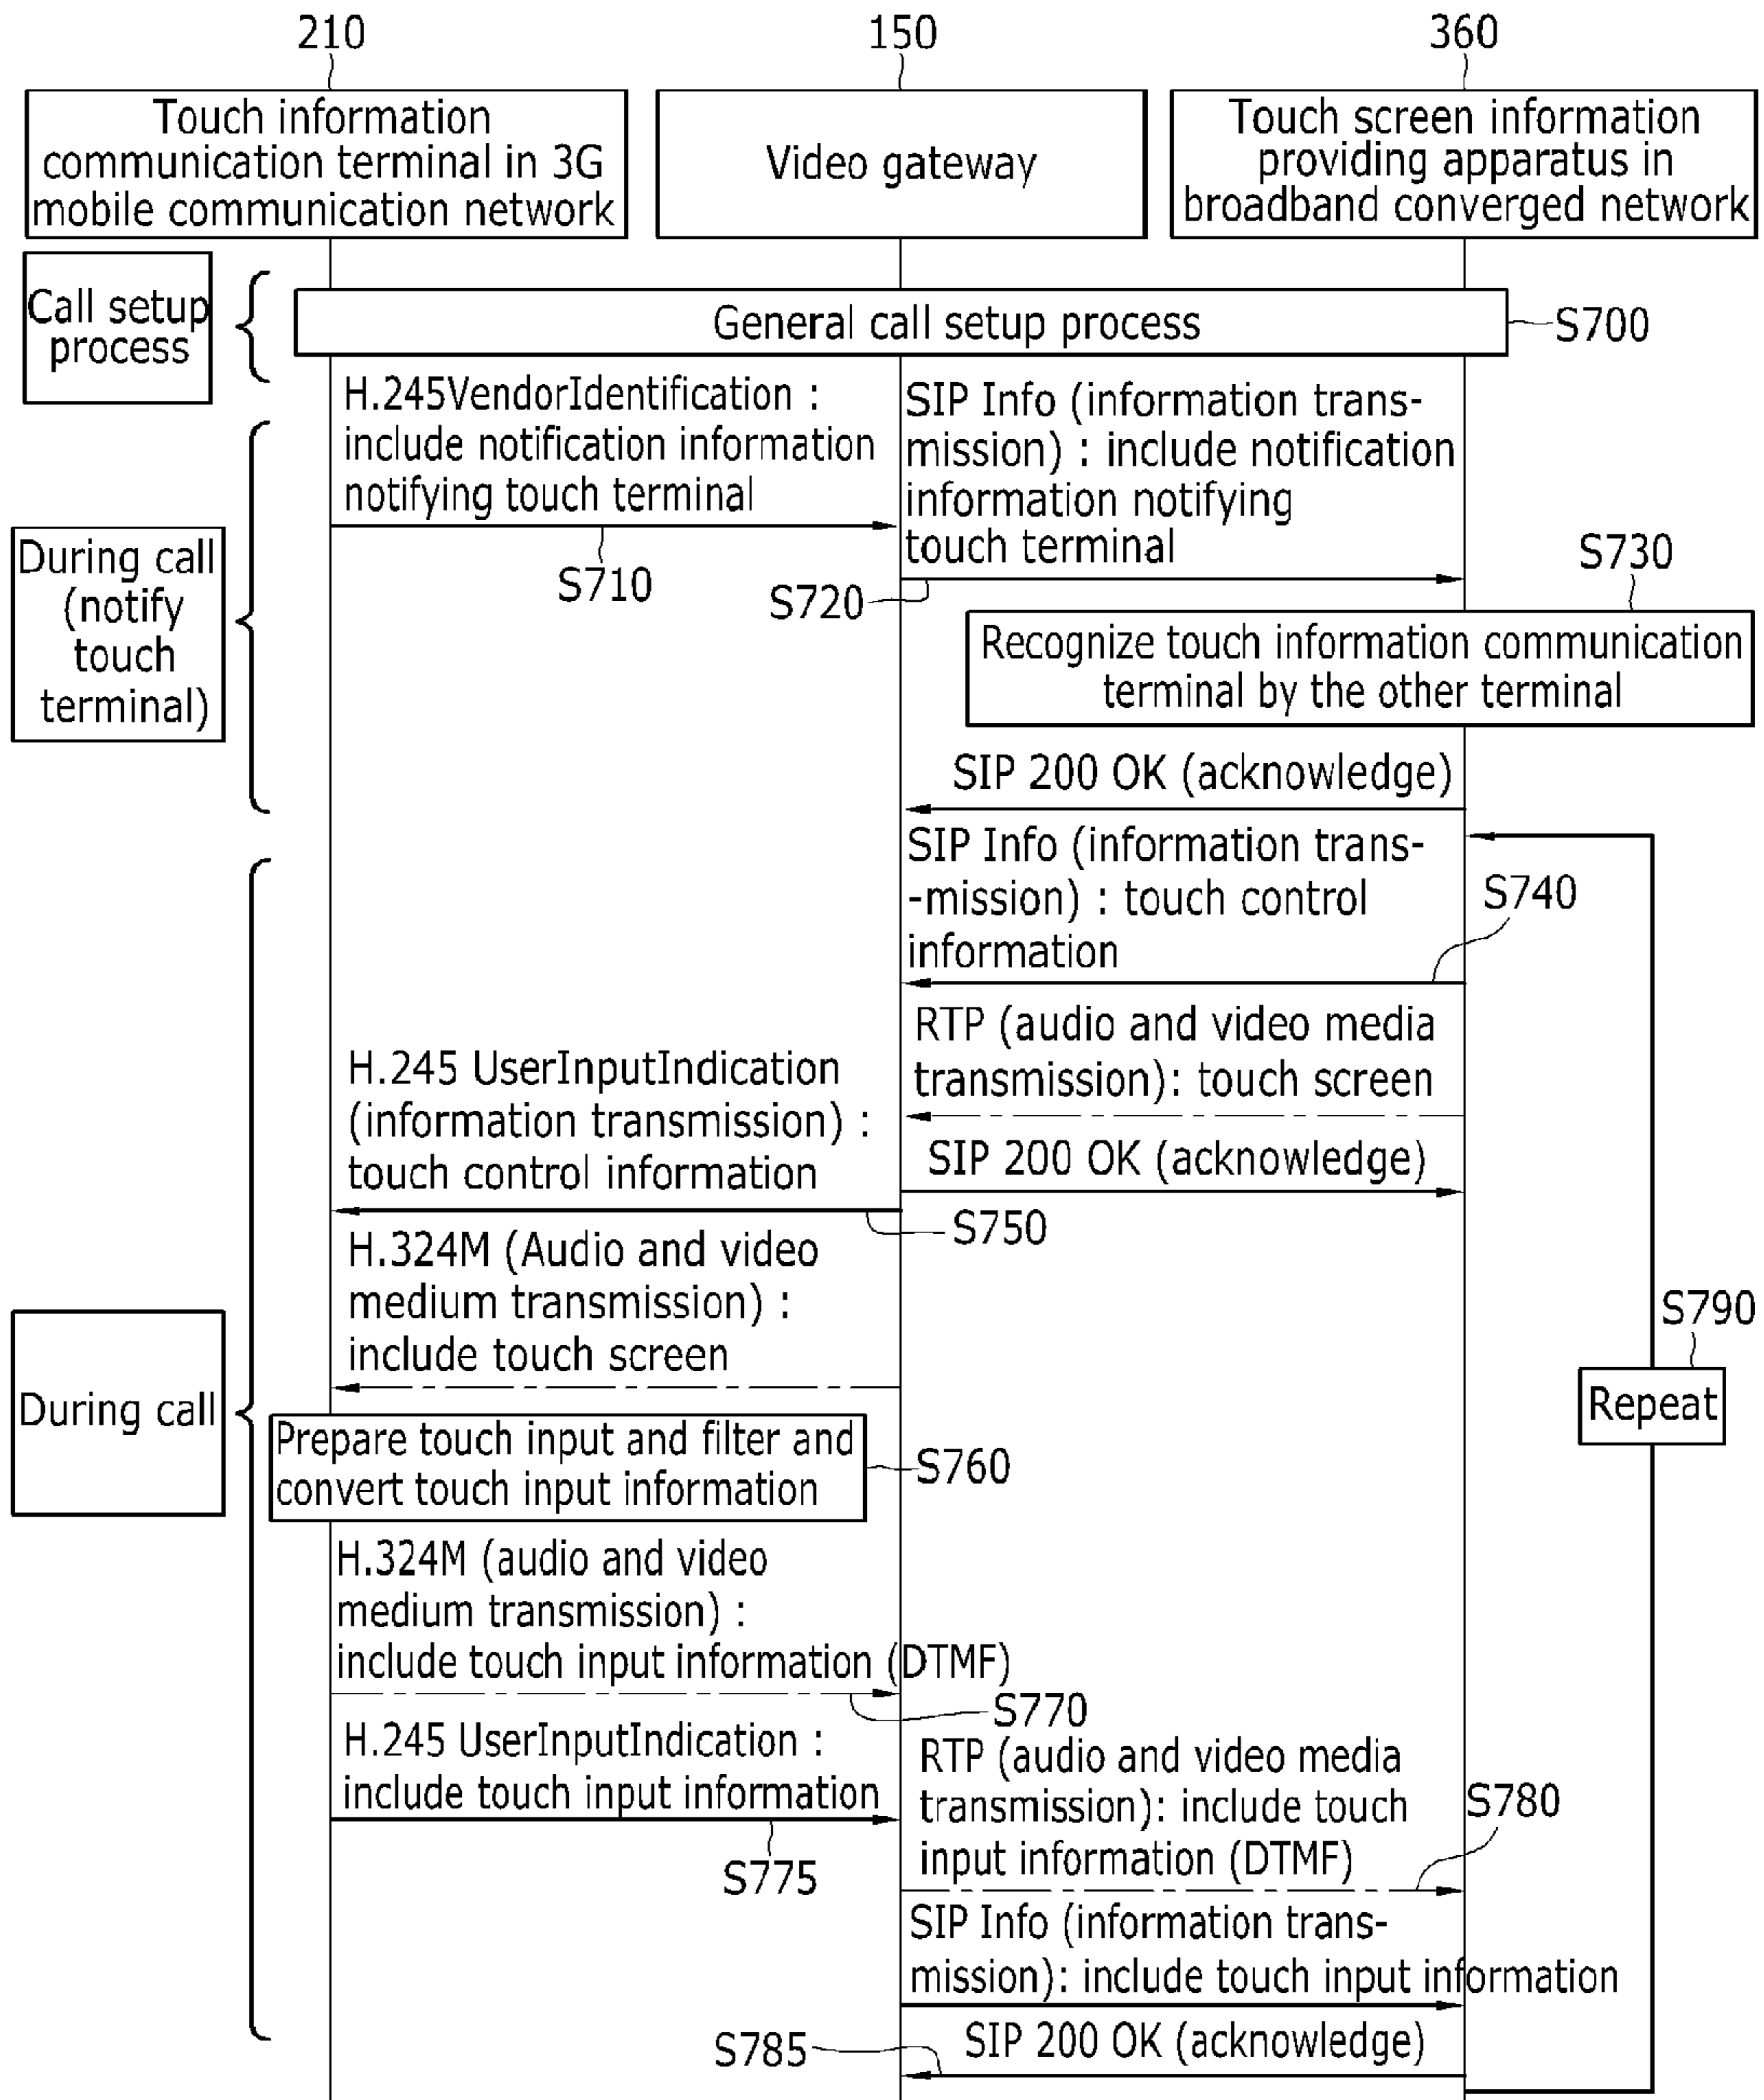 210
150
360
Touch information
communication terminal in 3G
mobile communication network
Video gateway
Touch screen information
providing apparatus in
broadband converged network
Call setup
process
General call setup process
S700
H.245VendorIdentification :
include notification information
notifying touch terminal
S710
SIP Info (information trans-
mission) : include notification
information notifying
touch terminal
S720
During call
(notify
touch
terminal)
S730
Recognize touch information communication
terminal by the other terminal
SIP 200 OK (acknowledge)
SIP Info (information trans-
-mission) : touch control
information
S740
RTP (audio and video media
transmission): touch screen
H.245 UserInputIndication
(information transmission) :
touch control information
SIP 200 OK (acknowledge)
S750
H.324M (Audio and video
medium transmission) :
include touch screen
During call
S790
Repeat
Prepare touch input and filter and
convert touch input information
S760
H.324M (audio and video
medium transmission) :
include touch input information (DTMF)
S770
H.245 UserInputIndication :
include touch input information
S775
RTP (audio and video media
transmission): include touch
input information (DTMF)
S780
SIP Info (information trans-
mission): include touch input information
SIP 200 OK (acknowledge)
S785